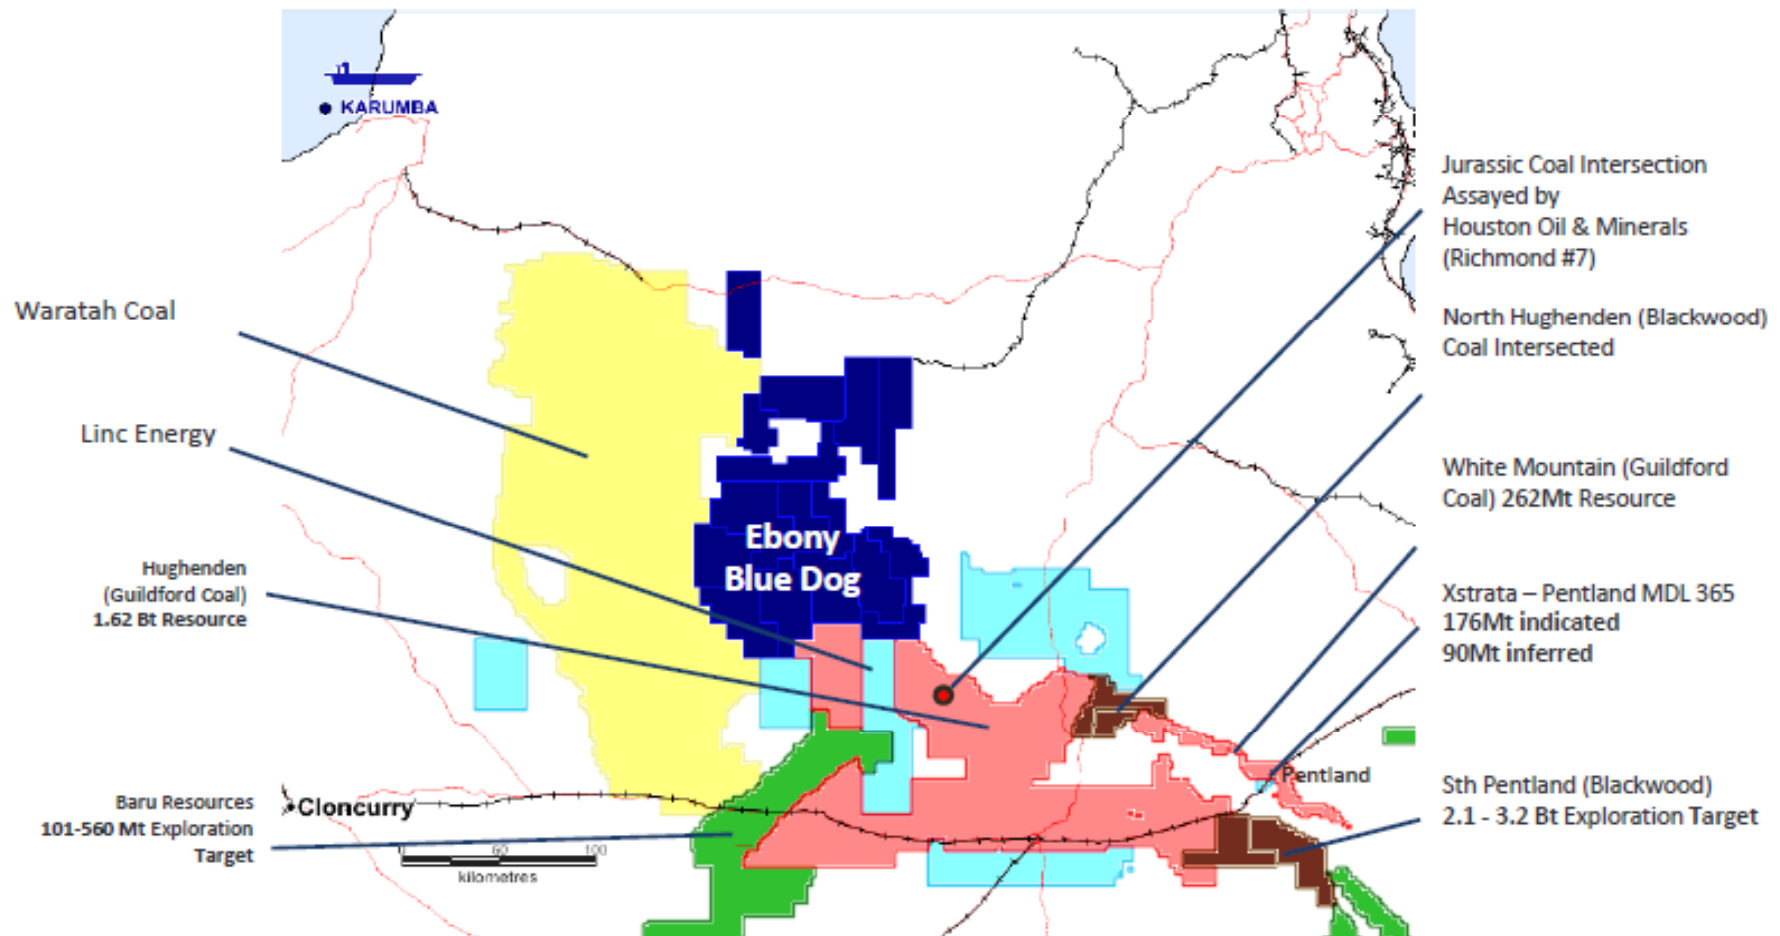 KARUMBA
Waratah Coal
Linc Energy
Hughenden
(Guildford Coal)
1.62 Bt Resource
Baru Resources
101-560 Mt Exploration
Target
Ebony
Blue Dog
Cloncurry
0 60 100
kilometres
Pentland
Jurassic Coal Intersection
Assayed by
Houston Oil & Minerals
(Richmond #7)
North Hughenden (Blackwood)
Coal Intersected
White Mountain (Guildford
Coal) 262Mt Resource
Xstrata – Pentland MDL 365
176Mt indicated
90Mt inferred
Sth Pentland (Blackwood)
2.1 - 3.2 Bt Exploration Target